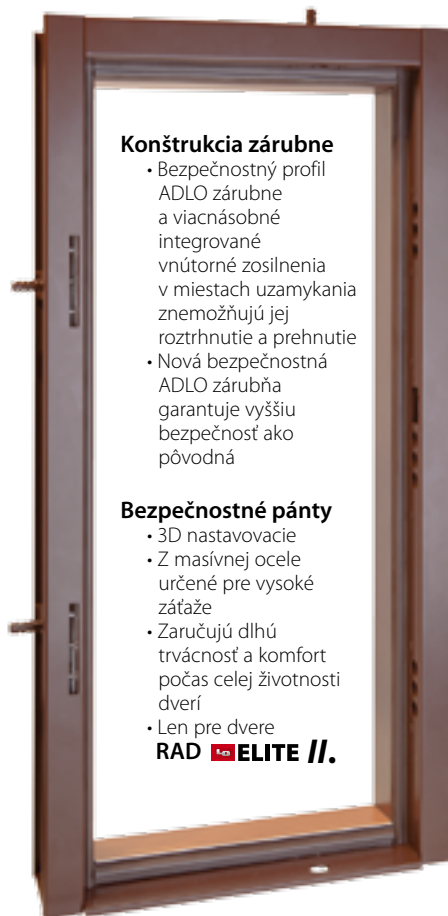 Konštrukcia zárubne
• Bezpečnostný profil
ADLO zárubne
a viacnásobné
integrované
vnútorné zosilnenia
v miestach uzamykania
znemožňujú jej
roztrhnutie a prehnutie
• Nová bezpečnostná
ADLO zárubňa
garantuje vyššiu
bezpečnosť ako
pôvodná
Bezpečnostné pánty
• 3D nastavovacie
• Z masívnej ocele
určené pre vysoké
záťaže
• Zaručujú dlhú
trvácnosť a komfort
počas celej životnosti
dverí
• Len pre dvere
RAD ELITE II.